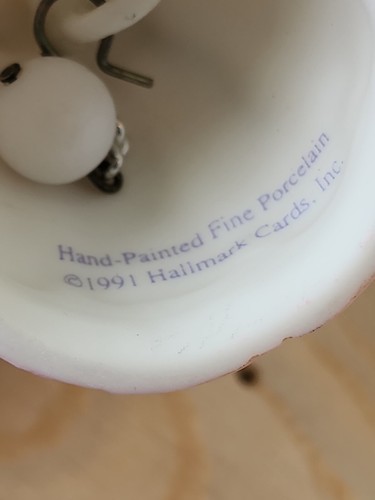 Hand-Painted Fine Porcelain
©1991 Hallmark Cards, Inc.